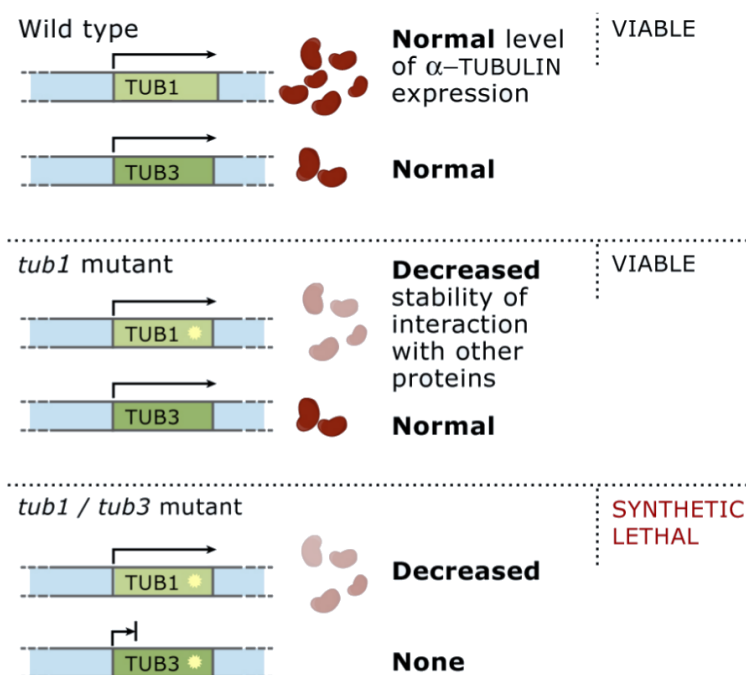 Wild type
TUB1
Normal level
of α–TUBULIN
expression
VIABLE
TUB3
Normal
tub1 mutant
TUB1
Decreased
stability of
interaction
with other
proteins
VIABLE
TUB3
Normal
tub1 / tub3 mutant
TUB1
Decreased
SYNTHETIC
LETHAL
TUB3
None